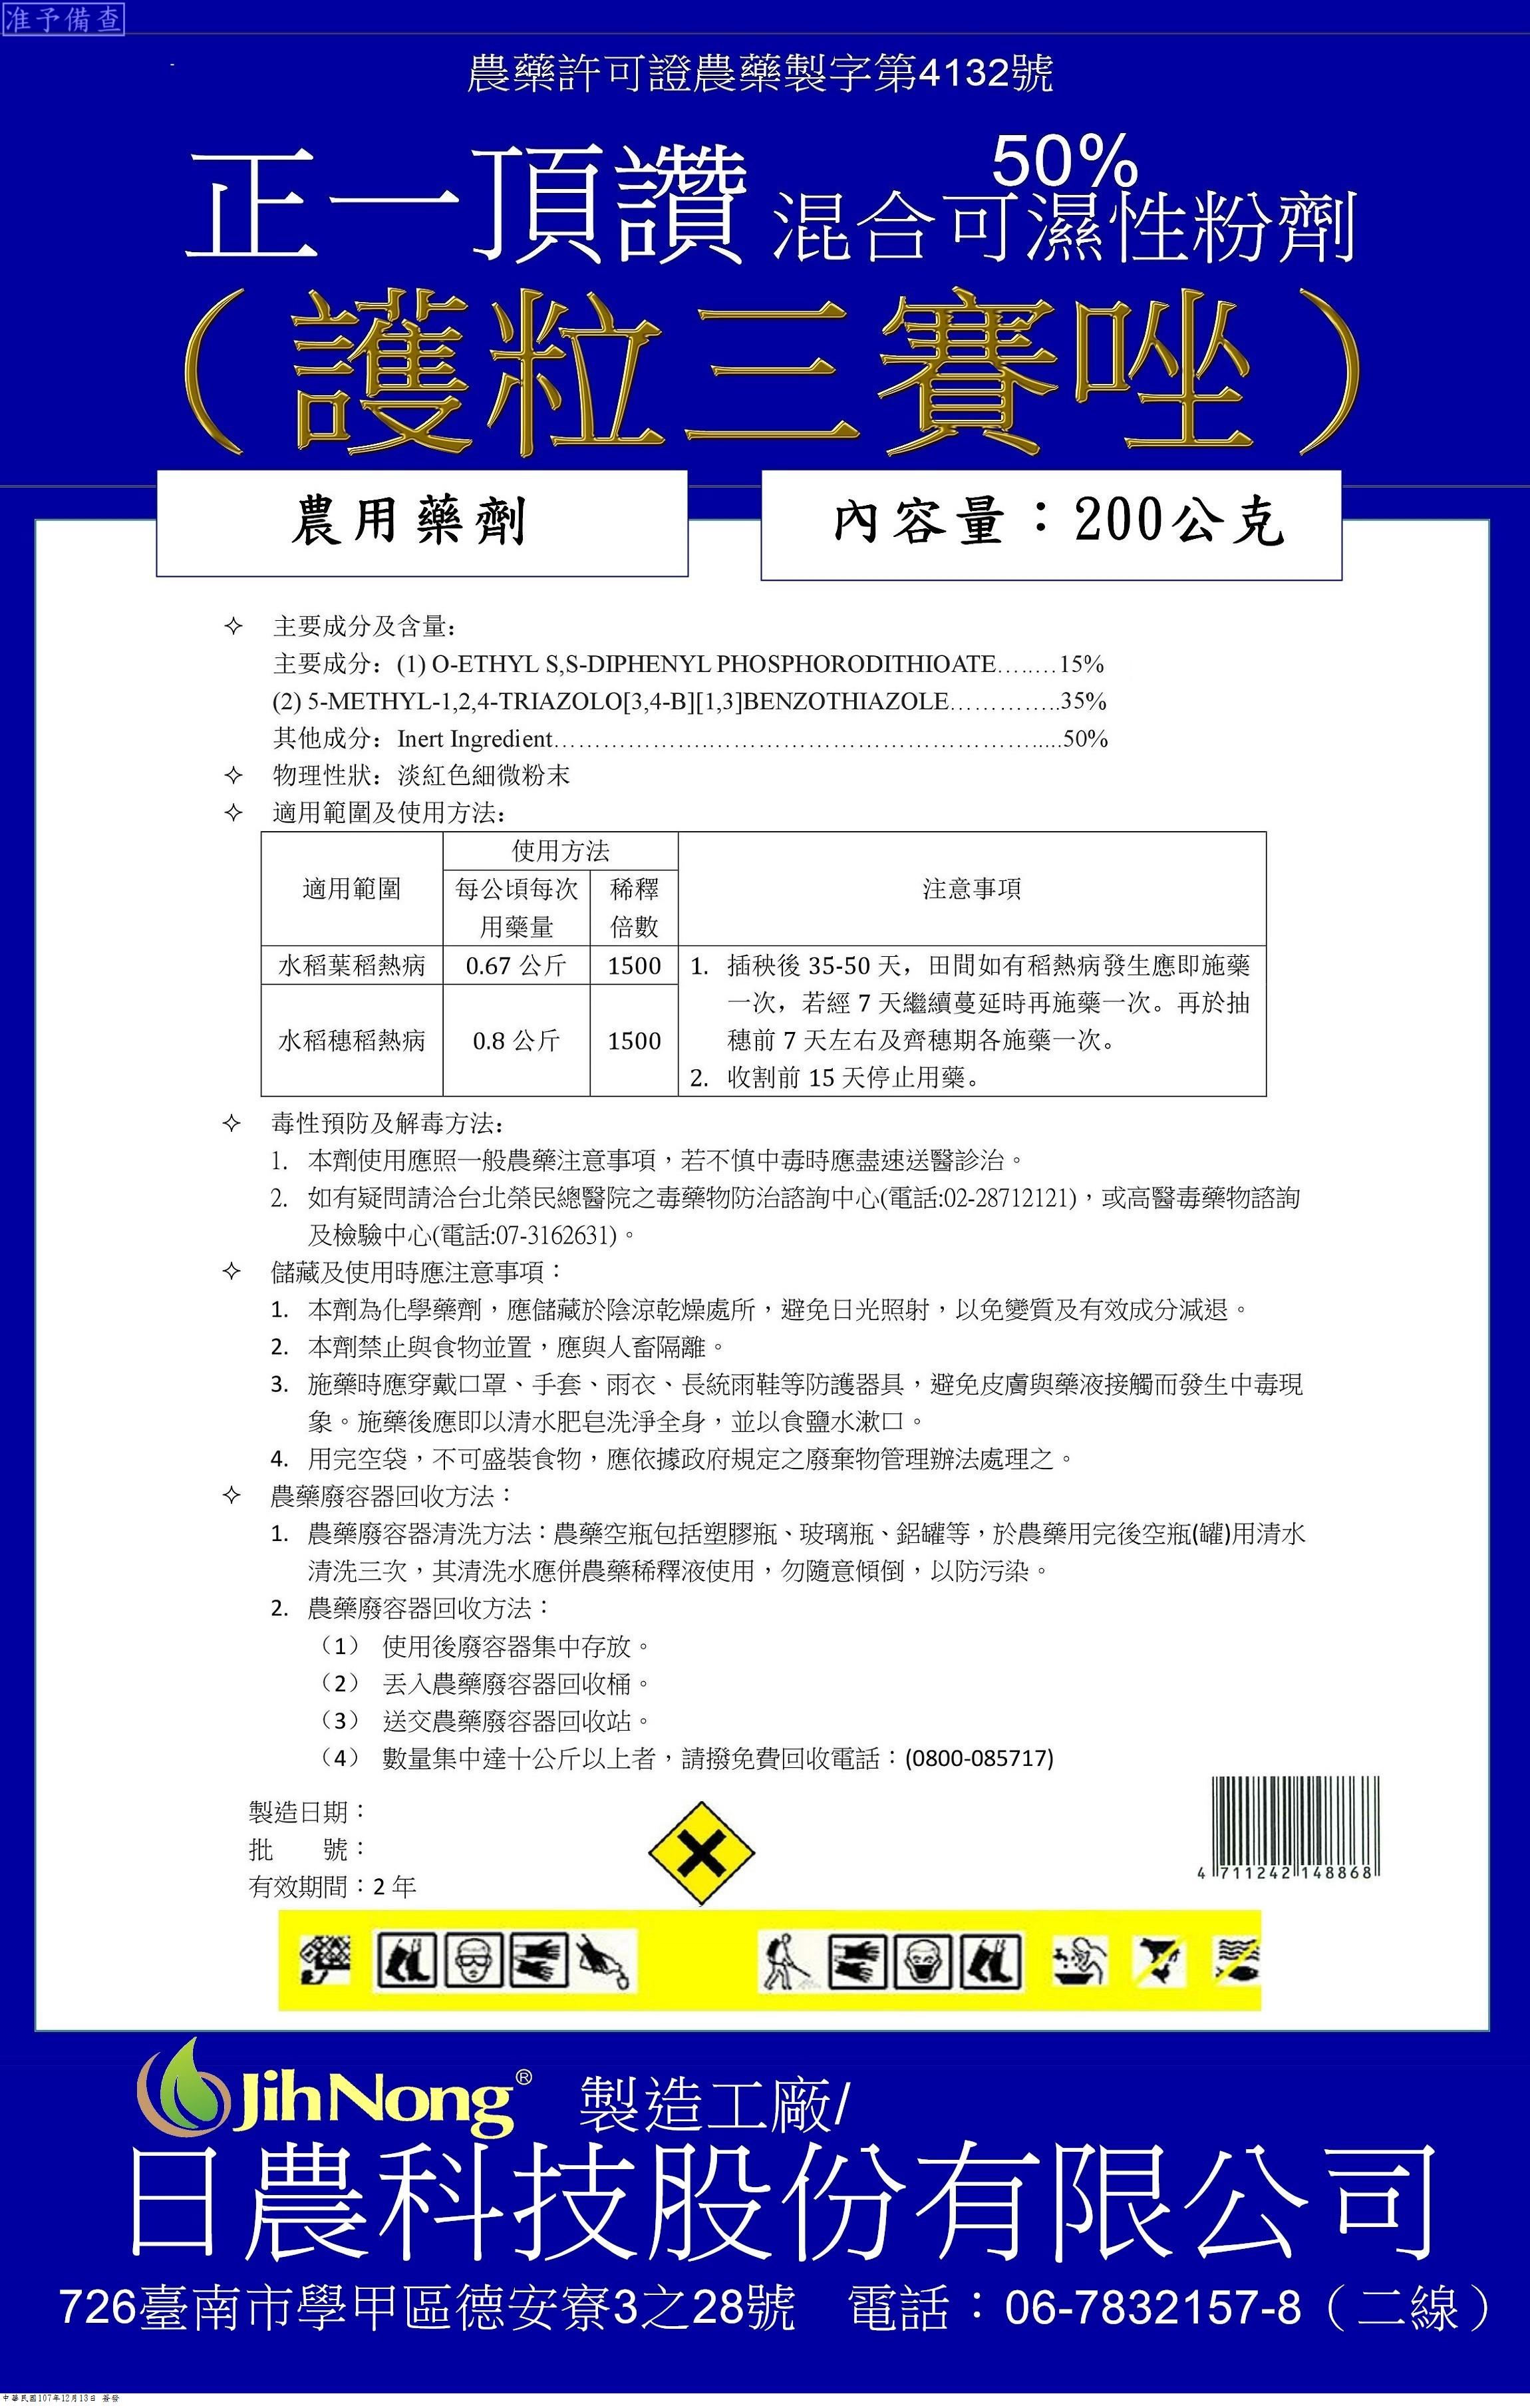 准予備查
農藥許可證農藥製字第4132號
正一頂讚 50%
混合可濕性粉劑
（護粒三賽唑）
農用藥劑
內容量：200公克
✧ 主要成分及含量：
主要成分：(1) O-ETHYL S,S-DIPHENYL PHOSPHORODITHIOATE........15%
(2) 5-METHYL-1,2,4-TRIAZOLO[3,4-B][1,3]BENZOTHIAZOLE..............35%
其他成分：Inert Ingredient................................................................50%
✧ 物理性狀：淡紅色細微粉末
✧ 適用範圍及使用方法：
適用範圍
使用方法
每公頃每次
用藥量
稀釋
倍數
注意事項
水稻葉稻熱病 0.67 公斤 1500
水稻穗稻熱病 0.8 公斤 1500
1. 插秧後 35-50 天，田間如有稻熱病發生應即施藥
一次，若經 7 天繼續蔓延時再施藥一次。再於抽
穗前 7 天左右及齊穗期各施藥一次。
2. 收割前 15 天停止用藥。
✧ 毒性預防及解毒方法：
1. 本劑使用應照一般農藥注意事項，若不慎中毒時應盡速送醫診治。
2. 如有疑問請洽台北榮民總醫院之毒藥物防治諮詢中心(電話:02-28712121)，或高醫毒藥物諮詢
及檢驗中心(電話:07-3162631)。
✧ 儲藏及使用時應注意事項：
1. 本劑為化學藥劑，應儲藏於陰涼乾燥處所，避免日光照射，以免變質及有效成分減退。
2. 本劑禁止與食物並置，應與人畜隔離。
3. 施藥時應穿戴口罩、手套、雨衣、長統雨鞋等防護器具，避免皮膚與藥液接觸而發生中毒現
象。施藥後應即以清水肥皂洗淨全身，並以食鹽水漱口。
4. 用完空袋，不可盛裝食物，應依據政府規定之廢棄物管理辦法處理之。
✧ 農藥廢容器回收方法：
1. 農藥廢容器清洗方法：農藥空瓶包括塑膠瓶、玻璃瓶、鋁罐等，於農藥用完後空瓶(罐)用清水
清洗三次，其清洗水應併農藥稀釋液使用，勿隨意傾倒，以防污染。
2. 農藥廢容器回收方法：
（1） 使用後廢容器集中存放。
（2） 丟入農藥廢容器回收桶。
（3） 送交農藥廢容器回收站。
（4） 數量集中達十公斤以上者，請撥免費回收電話：(0800-085717)
製造日期：
批　　號：
有效期間：2 年
4 711242 148868
JihNong® 製造工廠/
日農科技股份有限公司
726臺南市學甲區德安寮3之28號 電話：06-7832157-8（二線）
中華民國107年12月13日 簽發